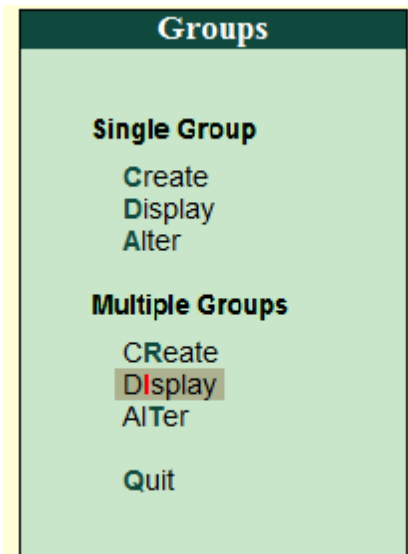 Groups
Single Group
Create
Display
Alter
Multiple Groups
CReate
DIsplay
AlTer
Quit